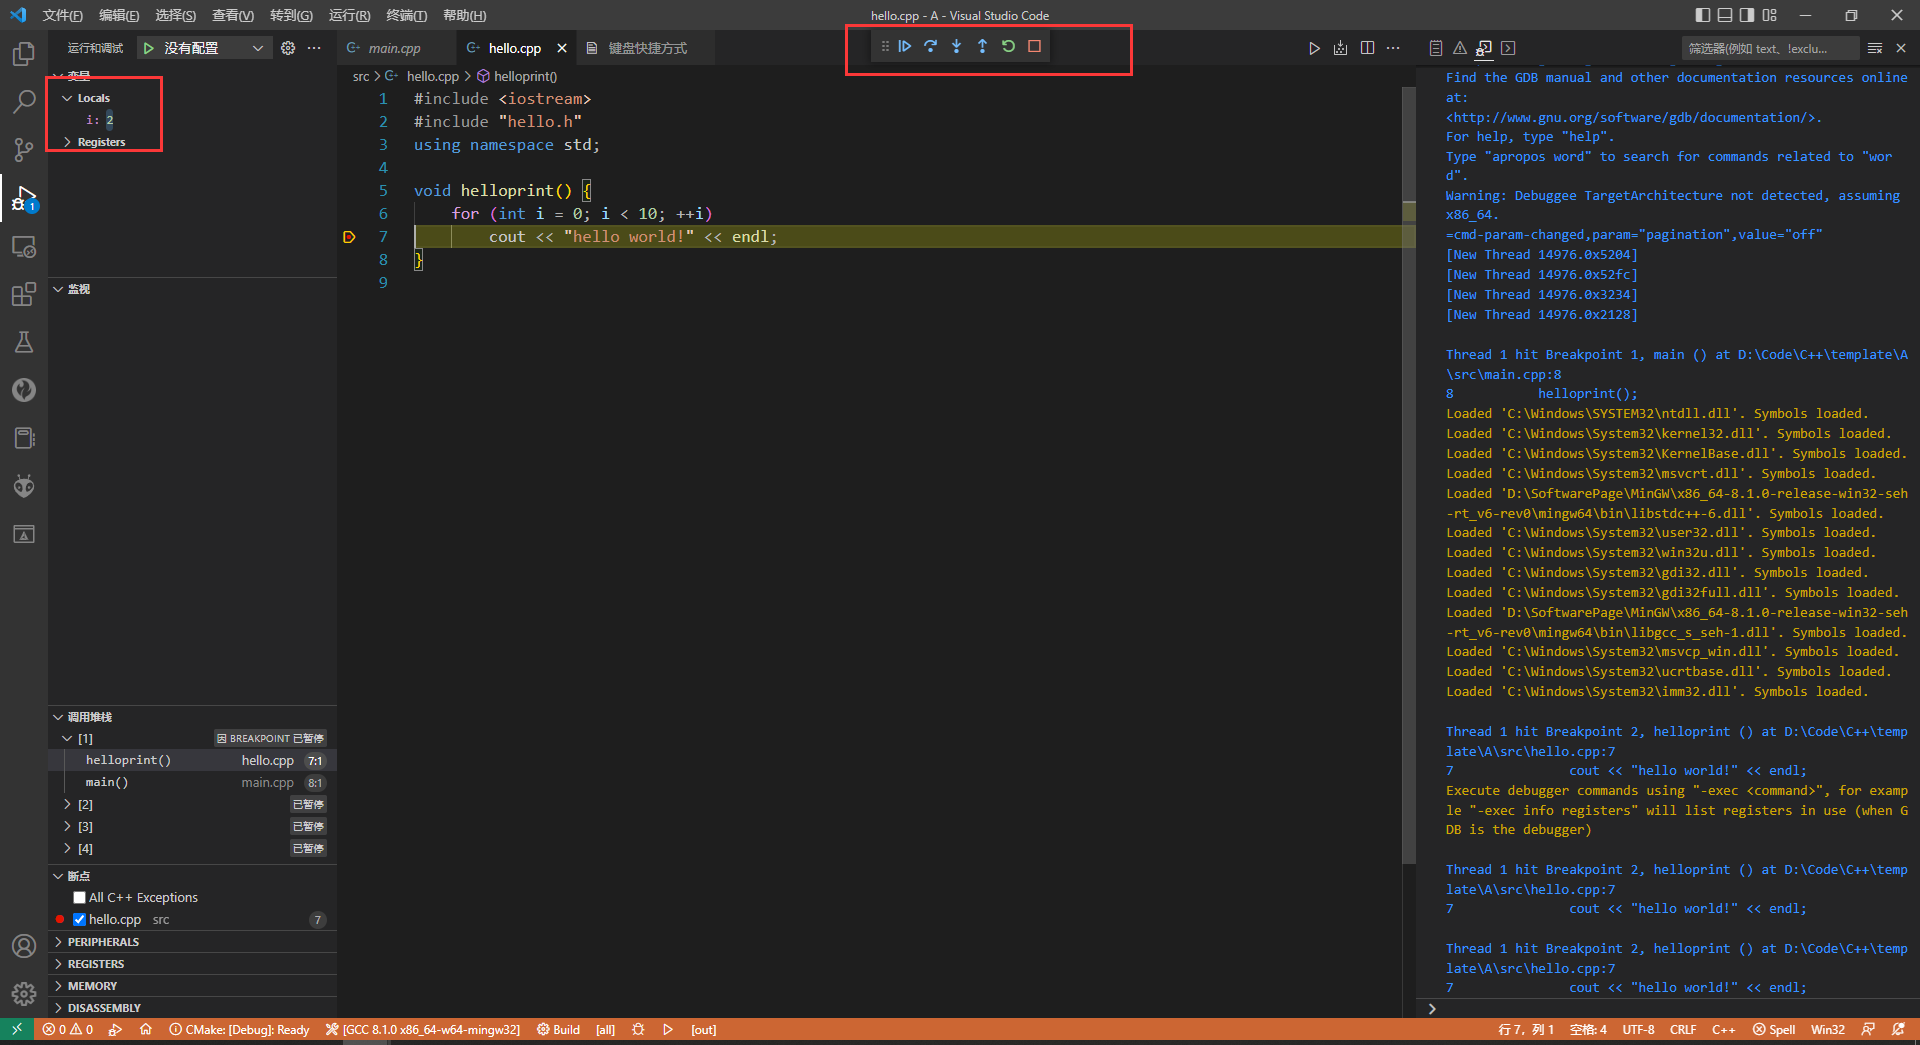 文件(F) 编辑(E) 选择(S) 查看(V) 转到(G) 运行(R) 终端(T) 帮助(H)
hello.cpp - A - Visual Studio Code
运行和调试 没有配置
变量
Locals
i: 2
Registers
监视
调用堆栈
[1] 因 BREAKPOINT 已暂停
helloprint() hello.cpp 7:1
main() main.cpp 8:1
[2] 已暂停
[3] 已暂停
[4] 已暂停
断点
All C++ Exceptions
hello.cpp src 7
PERIPHERALS
REGISTERS
MEMORY
DISASSEMBLY
1
main.cpp hello.cpp 键盘快捷方式
src > hello.cpp > helloprint()
1 #include <iostream>
2 #include "hello.h"
3 using namespace std;
4
5 void helloprint() {
6 for (int i = 0; i < 10; ++i)
7 cout << "hello world!" << endl;
8 }
9
筛选器(例如 text、!exclu...
Find the GDB manual and other documentation resources online
at:
<http://www.gnu.org/software/gdb/documentation/>.
For help, type "help".
Type "apropos word" to search for commands related to "wor
d".
Warning: Debuggee TargetArchitecture not detected, assuming
x86_64.
=cmd-param-changed,param="pagination",value="off"
[New Thread 14976.0x5204]
[New Thread 14976.0x52fc]
[New Thread 14976.0x3234]
[New Thread 14976.0x2128]
Thread 1 hit Breakpoint 1, main () at D:\Code\C++\template\A
\src\main.cpp:8
8 helloprint();
Loaded 'C:\Windows\SYSTEM32\ntdll.dll'. Symbols loaded.
Loaded 'C:\Windows\System32\kernel32.dll'. Symbols loaded.
Loaded 'C:\Windows\System32\KernelBase.dll'. Symbols loaded.
Loaded 'C:\Windows\System32\msvcrt.dll'. Symbols loaded.
Loaded 'D:\SoftwarePage\MinGW\x86_64-8.1.0-release-win32-seh
-rt_v6-rev0\mingw64\bin\libstdc++-6.dll'. Symbols loaded.
Loaded 'C:\Windows\System32\user32.dll'. Symbols loaded.
Loaded 'C:\Windows\System32\win32u.dll'. Symbols loaded.
Loaded 'C:\Windows\System32\gdi32.dll'. Symbols loaded.
Loaded 'C:\Windows\System32\gdi32full.dll'. Symbols loaded.
Loaded 'D:\SoftwarePage\MinGW\x86_64-8.1.0-release-win32-seh
-rt_v6-rev0\mingw64\bin\libgcc_s_seh-1.dll'. Symbols loaded.
Loaded 'C:\Windows\System32\msvcp_win.dll'. Symbols loaded.
Loaded 'C:\Windows\System32\ucrtbase.dll'. Symbols loaded.
Loaded 'C:\Windows\System32\imm32.dll'. Symbols loaded.
Thread 1 hit Breakpoint 2, helloprint () at D:\Code\C++\temp
late\A\src\hello.cpp:7
7 cout << "hello world!" << endl;
Execute debugger commands using "-exec <command>", for examp
le "-exec info registers" will list registers in use (when G
DB is the debugger)
Thread 1 hit Breakpoint 2, helloprint () at D:\Code\C++\temp
late\A\src\hello.cpp:7
7 cout << "hello world!" << endl;
Thread 1 hit Breakpoint 2, helloprint () at D:\Code\C++\temp
late\A\src\hello.cpp:7
7 cout << "hello world!" << endl;
0 0 CMake: [Debug]: Ready [GCC 8.1.0 x86_64-w64-mingw32] Build [all] [out]
行 7，列 1 空格: 4 UTF-8 CRLF C++ Spell Win32